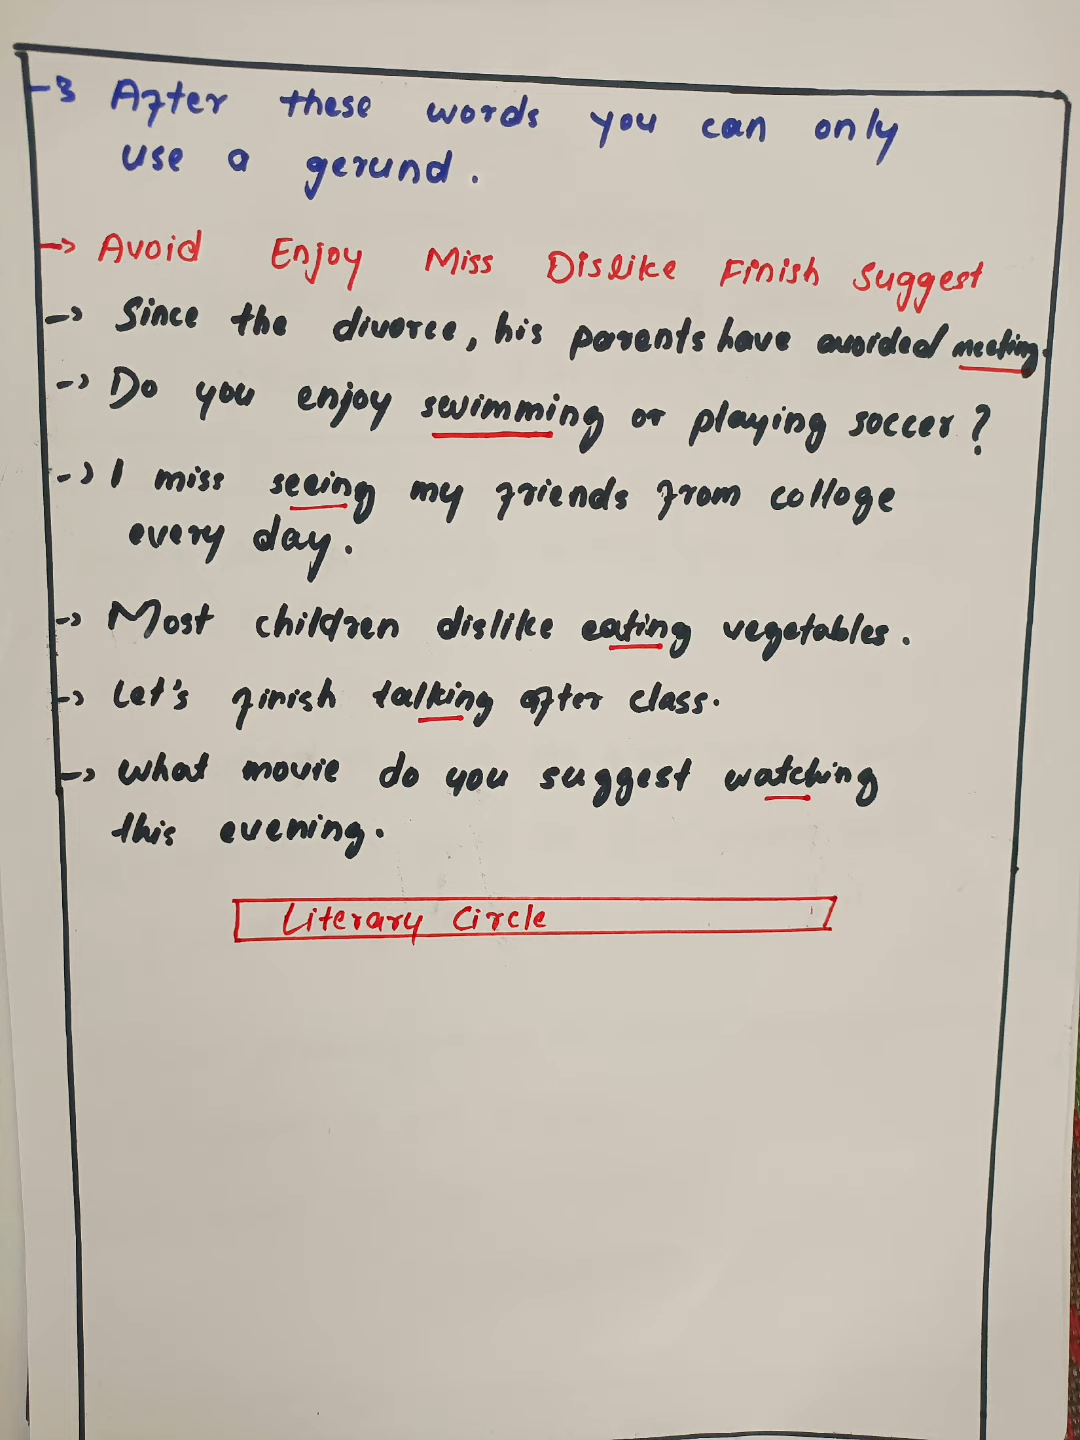 → After these words you can only
use a gerund.
→ Avoid Enjoy Miss Dislike Finish Suggest
→ Since the divorce, his parents have avoided meeting.
→ Do you enjoy swimming or playing soccer?
→ I miss seeing my friends from colloge
every day.
→ Most children dislike eating vegetables.
→ Let's finish talking after class.
→ What movie do you suggest watching
this evening.
Literary Circle